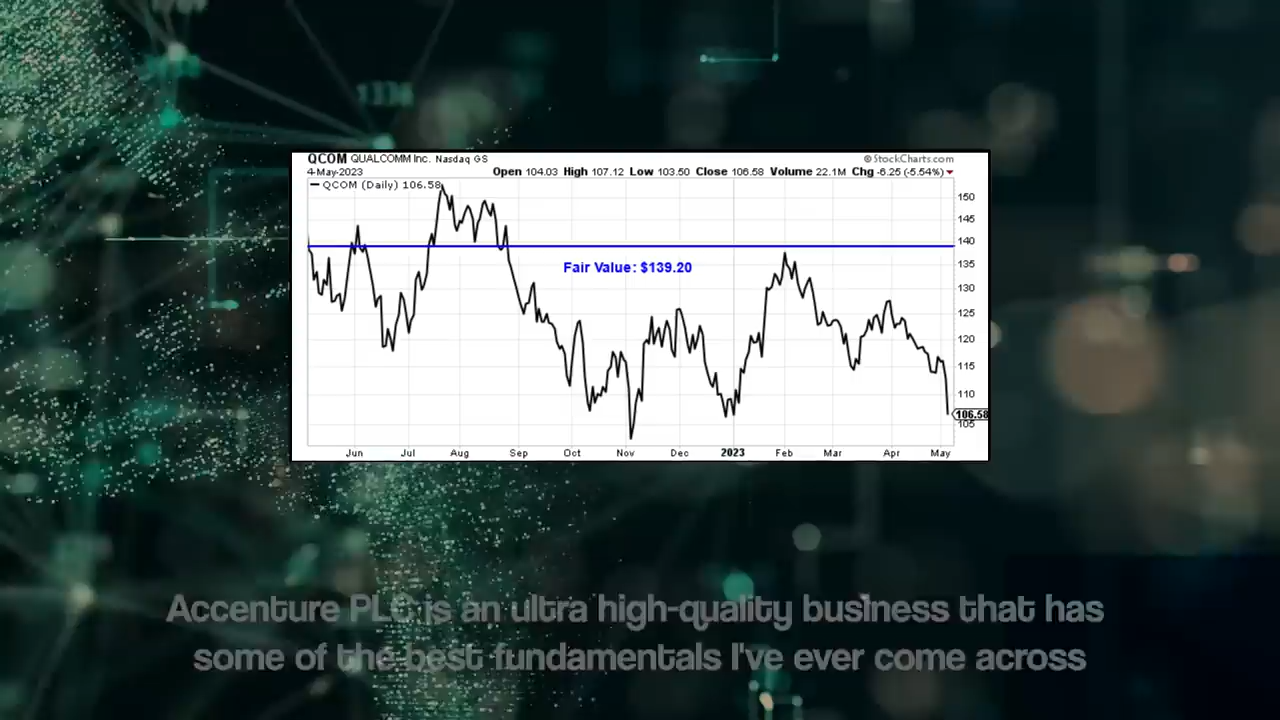 QCOM QUALCOMM Inc. Nasdaq GS ©StockCharts.com
4-May-2023 Open 104.03 High 107.12 Low 103.50 Close 106.58 Volume 22.1M Chg -6.25 (-5.54%)
QCOM (Daily) 106.58
150
145
140
Fair Value: $139.20
135
130
125
120
115
110
106.58
105
Jun Jul Aug Sep Oct Nov Dec 2023 Feb Mar Apr May
Accenture PLC is an ultra high-quality business that has
some of the best fundamentals I've ever come across